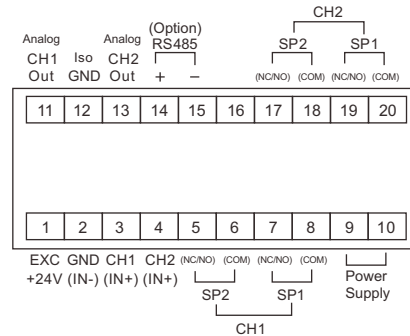 CH2
(Option)
Analog Analog RS485 SP2 SP1
CH1 Iso CH2
Out GND Out + − (NC/NO) (COM) (NC/NO) (COM)
11 12 13 14 15 16 17 18 19 20
1 2 3 4 5 6 7 8 9 10
EXC GND CH1 CH2 (NC/NO) (COM) (NC/NO) (COM)
+24V (IN-) (IN+) (IN+) Power
SP2 SP1 Supply
CH1